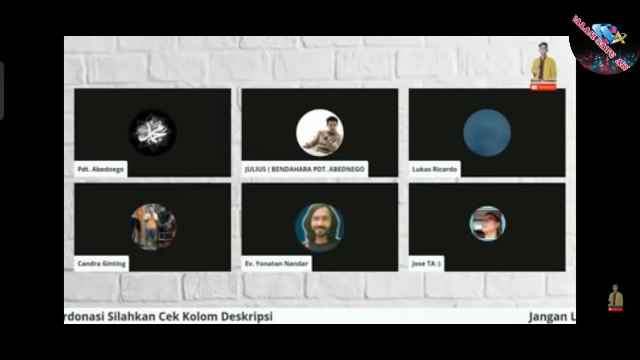 Pdt. Abednego
JULIUS ( BENDAHARA PDT. ABEDNEGO
Lukas Ricardo
Candra Ginting
Ev. Yonatan Nandar
Jose TA :)
rdonasi Silahkan Cek Kolom Deskripsi
Jangan L